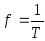 f = 1/T